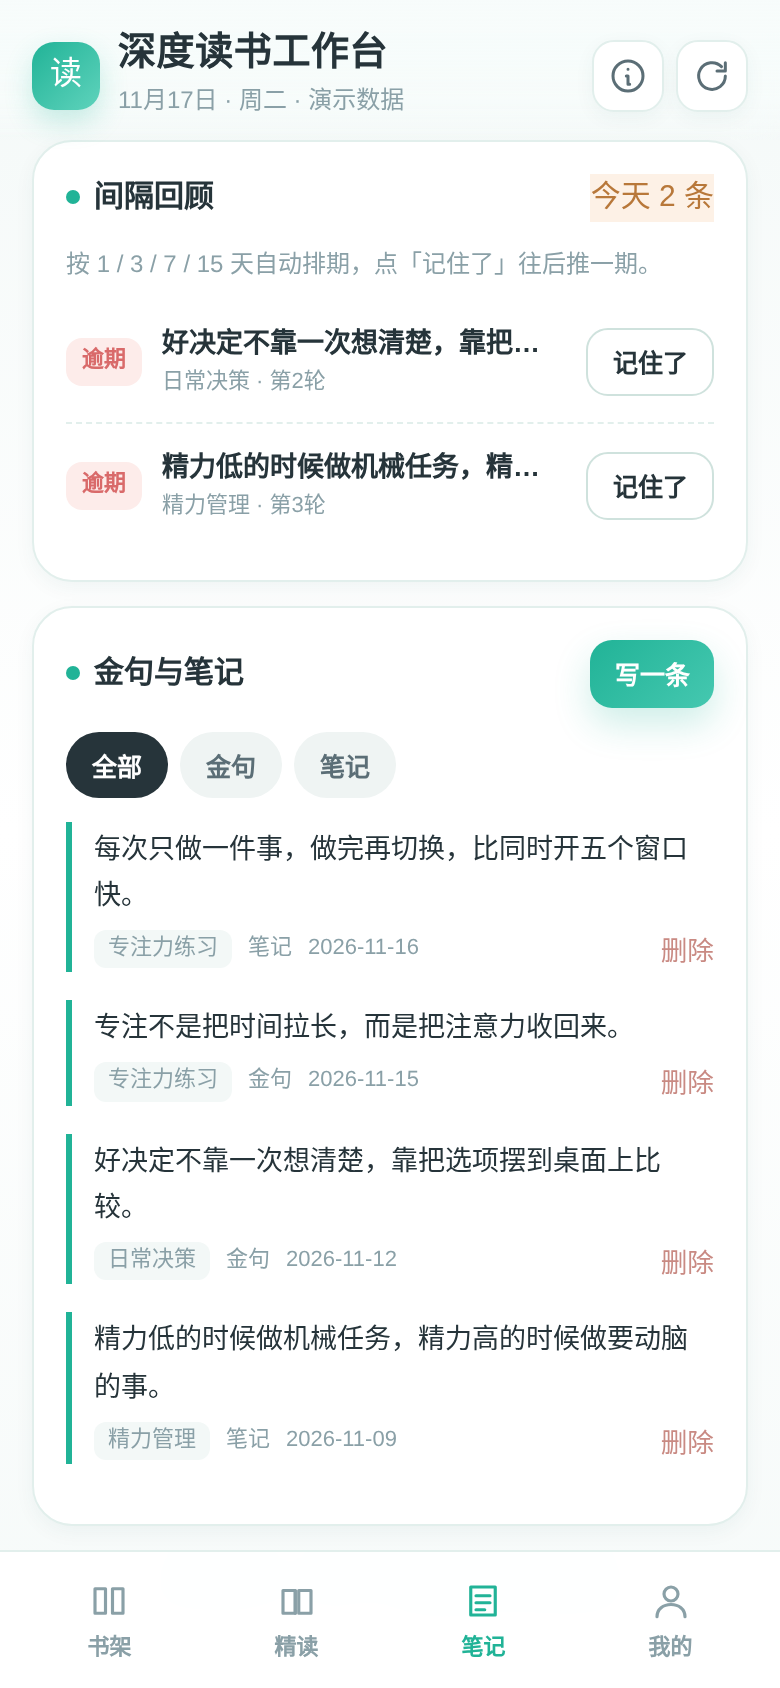 读
深度读书工作台
11月17日 · 周二 · 演示数据
间隔回顾
今天 2 条
按 1 / 3 / 7 / 15 天自动排期，点「记住了」往后推一期。
逾期
好决定不靠一次想清楚，靠把...
日常决策 · 第2轮
记住了
逾期
精力低的时候做机械任务，精...
精力管理 · 第3轮
记住了
金句与笔记
写一条
全部
金句
笔记
每次只做一件事，做完再切换，比同时开五个窗口
快。
专注力练习 笔记 2026-11-16 删除
专注不是把时间拉长，而是把注意力收回来。
专注力练习 金句 2026-11-15 删除
好决定不靠一次想清楚，靠把选项摆到桌面上比
较。
日常决策 金句 2026-11-12 删除
精力低的时候做机械任务，精力高的时候做要动脑
的事。
精力管理 笔记 2026-11-09 删除
书架
精读
笔记
我的